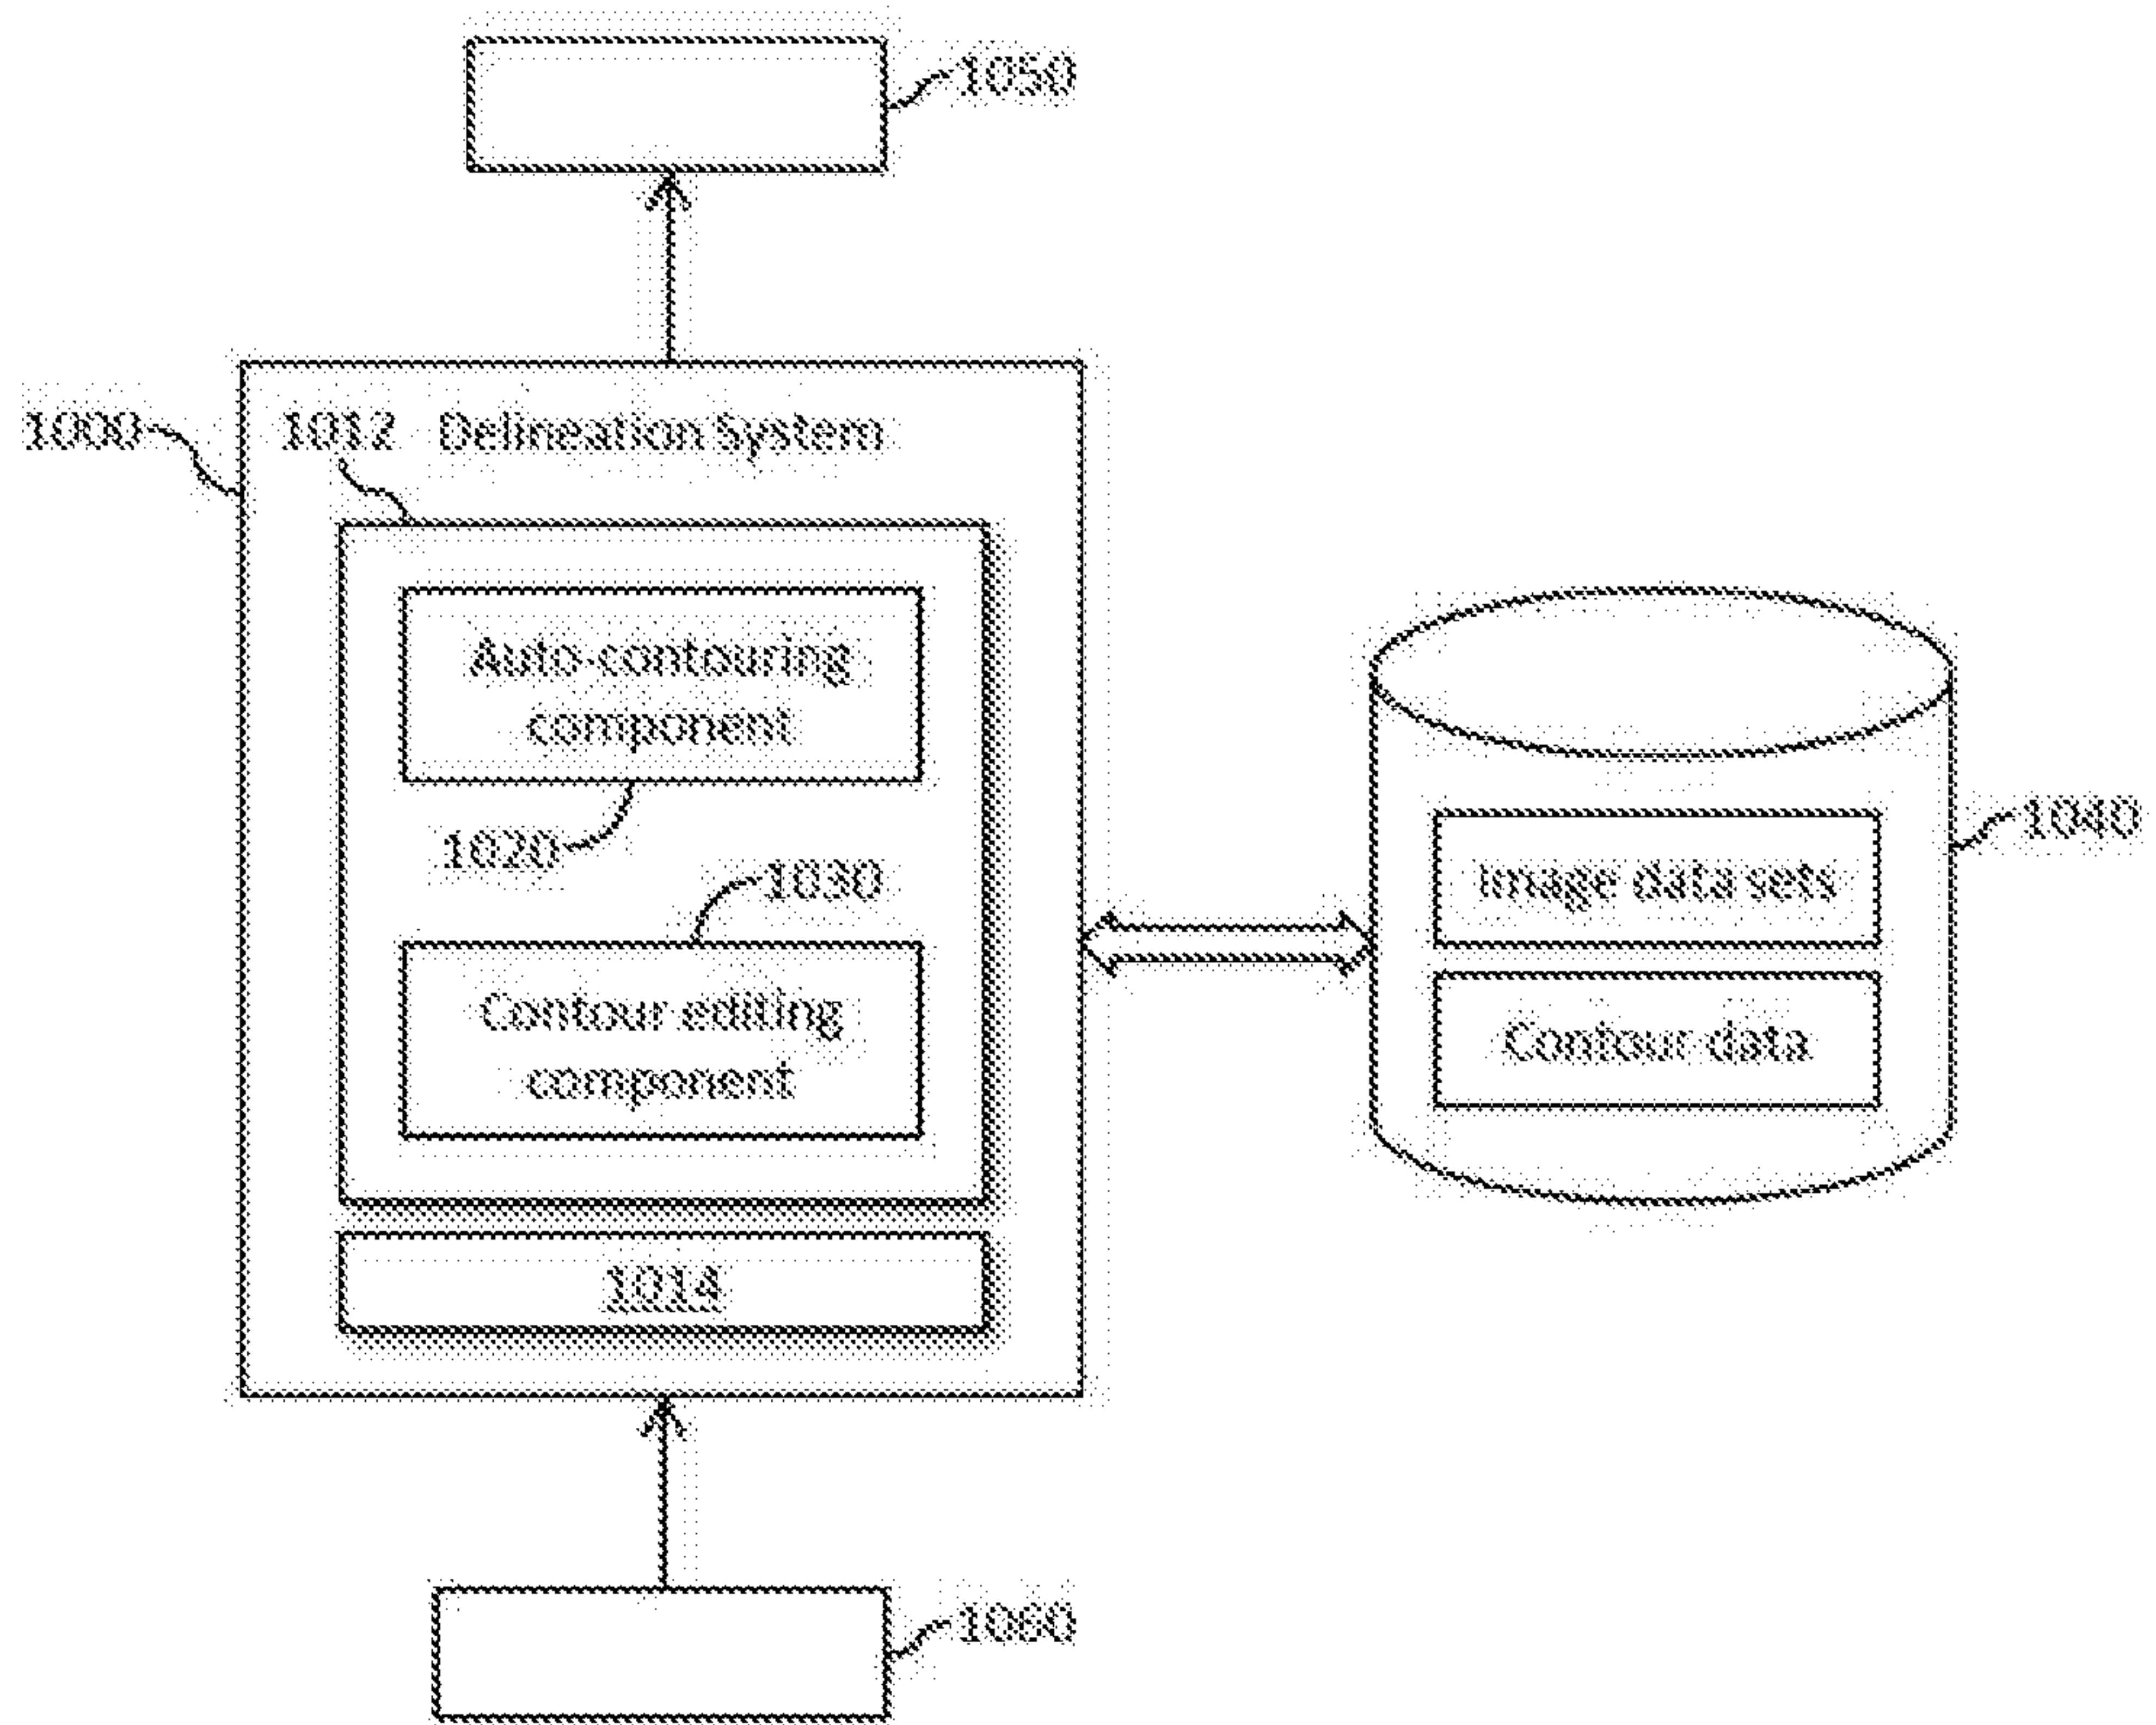 1050
1000
1012 Delineation System
Auto-contouring
component
1020
1030
Contour editing
component
1014
Image data sets
Contour data
1040
1060